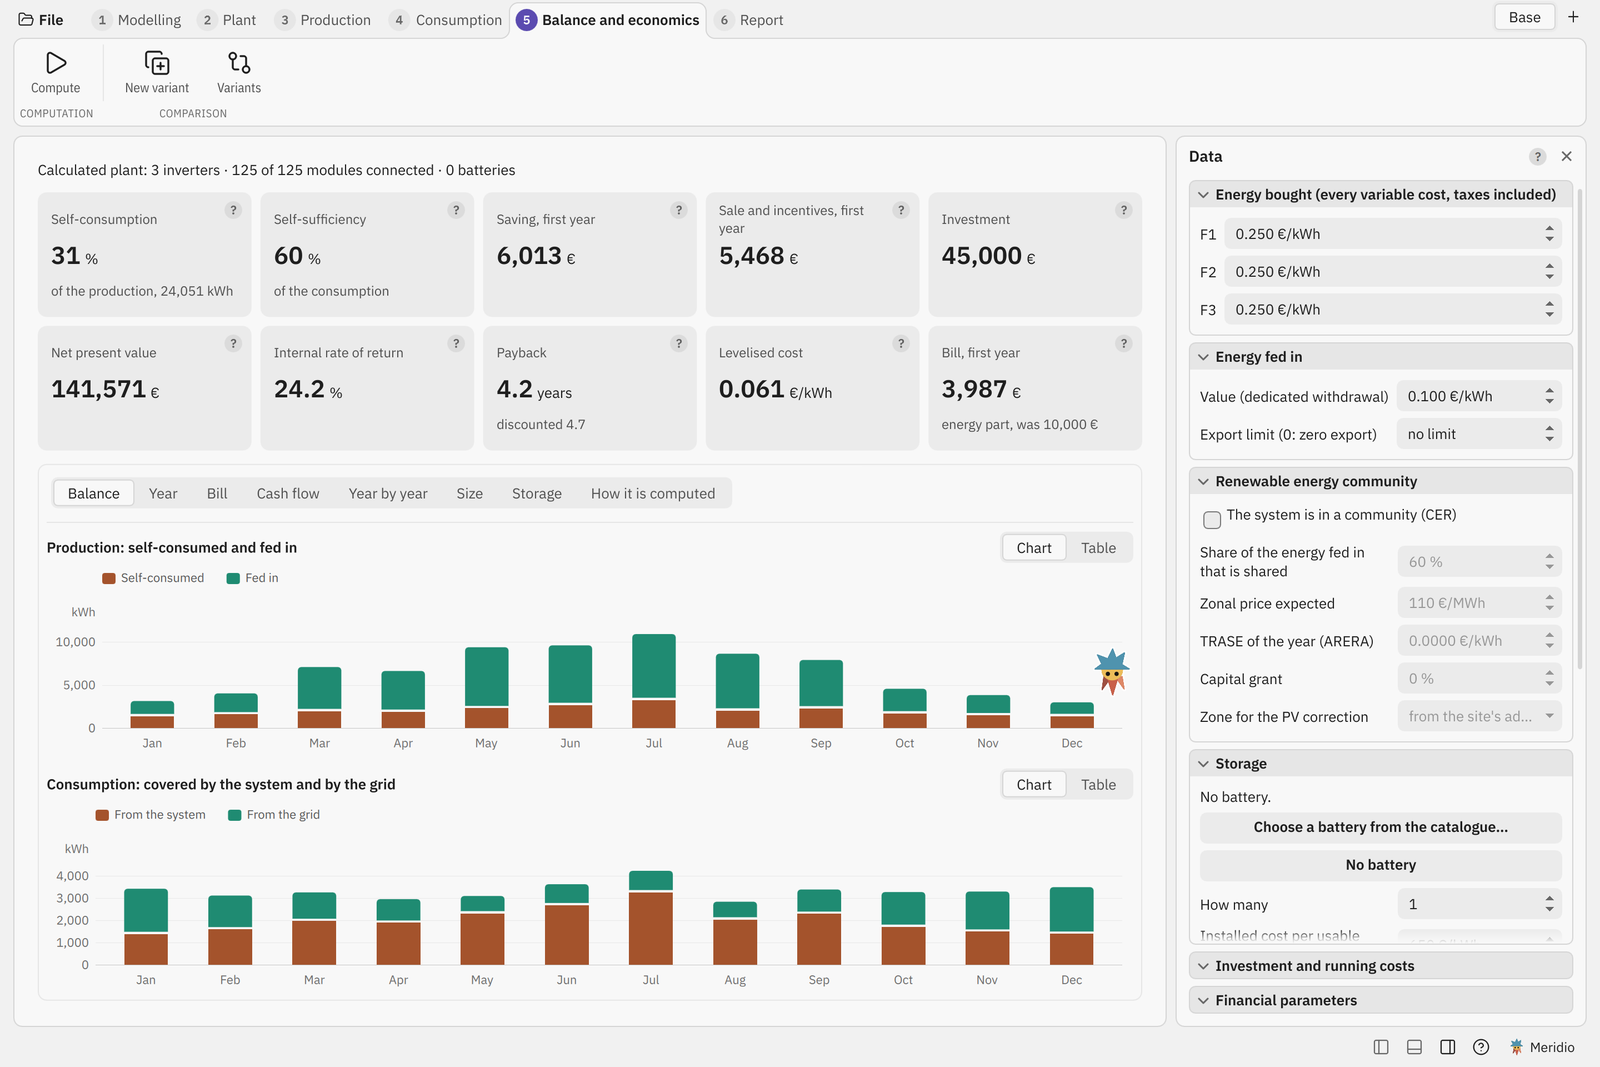 File
1 Modelling
2 Plant
3 Production
4 Consumption
5 Balance and economics
6 Report
Base
Compute
New variant
Variants
COMPUTATION
COMPARISON
Calculated plant: 3 inverters · 125 of 125 modules connected · 0 batteries
Self-consumption ?
31 %
of the production, 24,051 kWh
Self-sufficiency ?
60 %
of the consumption
Saving, first year ?
6,013 €
Sale and incentives, first ?
year
5,468 €
Investment ?
45,000 €
Net present value ?
141,571 €
Internal rate of return ?
24.2 %
Payback ?
4.2 years
discounted 4.7
Levelised cost ?
0.061 €/kWh
Bill, first year ?
3,987 €
energy part, was 10,000 €
Balance Year Bill Cash flow Year by year Size Storage How it is computed
Production: self-consumed and fed in
Chart Table
Self-consumed Fed in
kWh
10,000
5,000
0
Jan Feb Mar Apr May Jun Jul Aug Sep Oct Nov Dec
Consumption: covered by the system and by the grid
Chart Table
From the system From the grid
kWh
4,000
3,000
2,000
1,000
0
Jan Feb Mar Apr May Jun Jul Aug Sep Oct Nov Dec
Data ?
Energy bought (every variable cost, taxes included)
F1 0.250 €/kWh
F2 0.250 €/kWh
F3 0.250 €/kWh
Energy fed in
Value (dedicated withdrawal) 0.100 €/kWh
Export limit (0: zero export) no limit
Renewable energy community
The system is in a community (CER)
Share of the energy fed in
that is shared
60 %
Zonal price expected 110 €/MWh
TRASE of the year (ARERA) 0.0000 €/kWh
Capital grant 0 %
Zone for the PV correction from the site's ad...
Storage
No battery.
Choose a battery from the catalogue...
No battery
How many 1
Installed cost per usable
Investment and running costs
Financial parameters
? Meridio